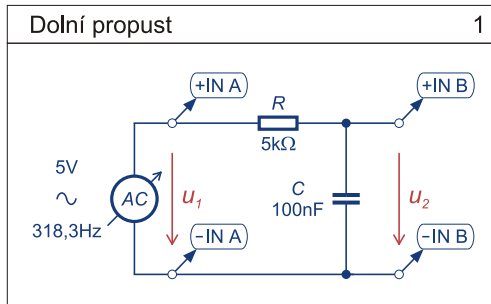 Dolní propust 1
+IN A
+IN B
R
5kΩ
5V
AC
u1
C
100nF
u2
318,3Hz
−IN A
−IN B